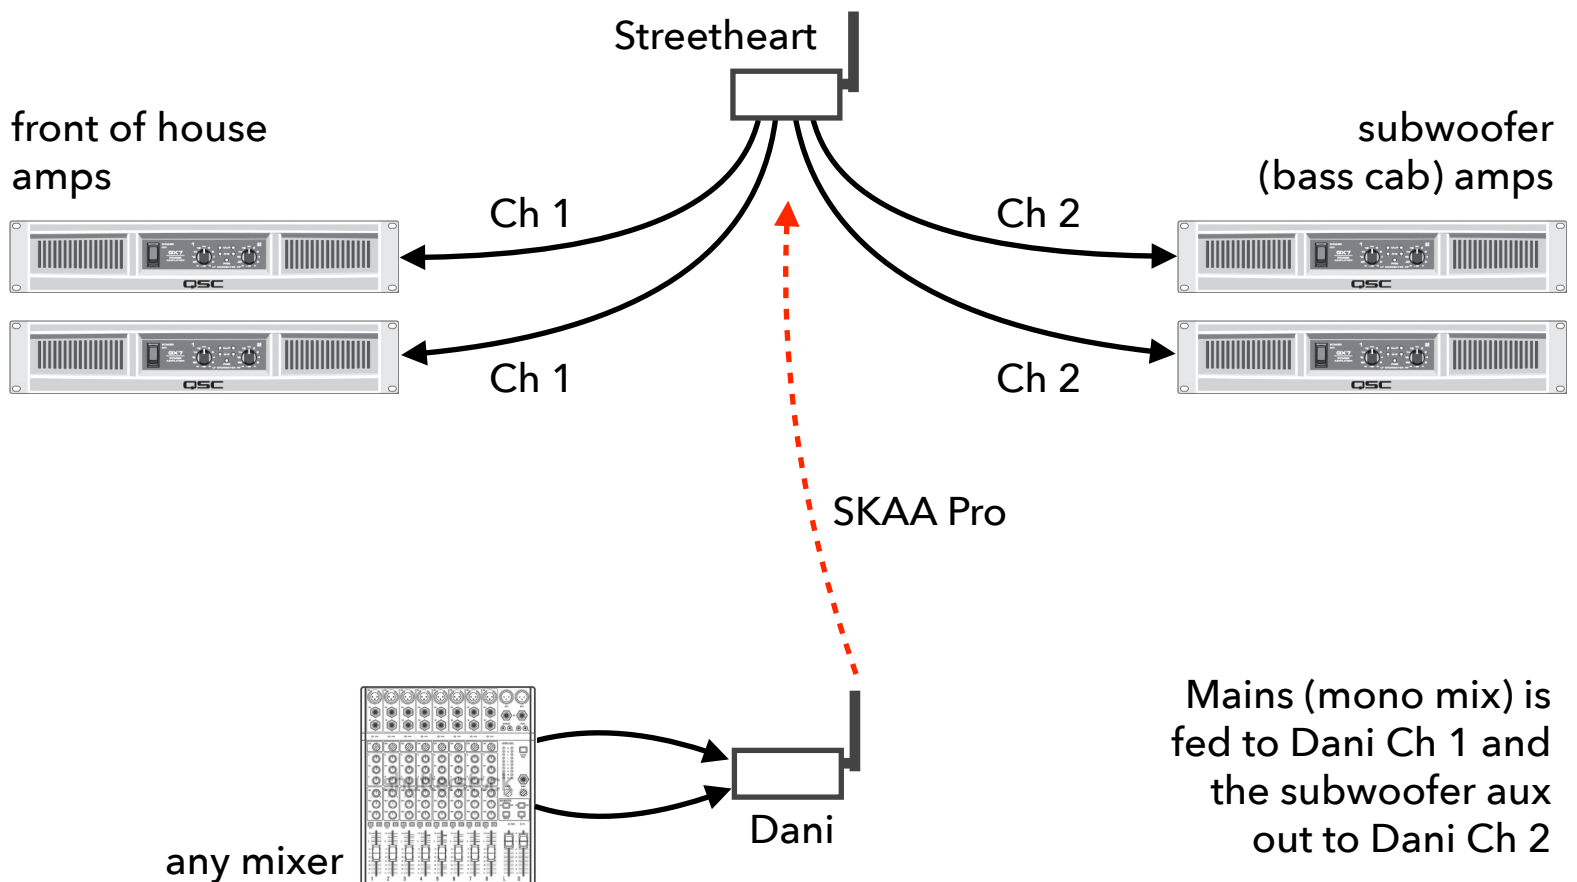 Streetheart
front of house
amps
subwoofer
(bass cab) amps
Ch 1
Ch 2
QSC
QSC
Ch 1
Ch 2
QSC
QSC
SKAA Pro
Mains (mono mix) is
fed to Dani Ch 1 and
the subwoofer aux
out to Dani Ch 2
Dani
any mixer